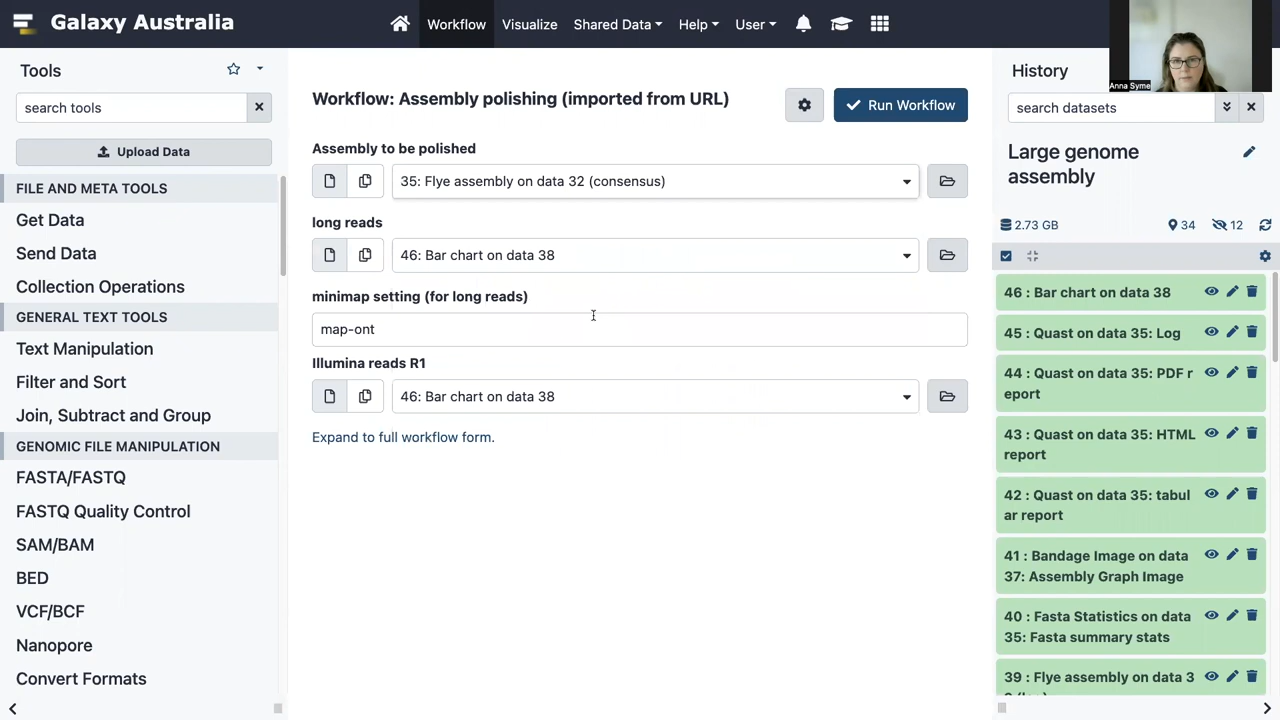 Galaxy Australia
Workflow
Visualize
Shared Data
Help
User
Anna Syme
Tools
search tools
Upload Data
FILE AND META TOOLS
Get Data
Send Data
Collection Operations
GENERAL TEXT TOOLS
Text Manipulation
Filter and Sort
Join, Subtract and Group
GENOMIC FILE MANIPULATION
FASTA/FASTQ
FASTQ Quality Control
SAM/BAM
BED
VCF/BCF
Nanopore
Convert Formats
Workflow: Assembly polishing (imported from URL)
Run Workflow
Assembly to be polished
35: Flye assembly on data 32 (consensus)
long reads
46: Bar chart on data 38
minimap setting (for long reads)
map-ont
Illumina reads R1
46: Bar chart on data 38
Expand to full workflow form.
History
search datasets
Large genome
assembly
2.73 GB
34
12
46 : Bar chart on data 38
45 : Quast on data 35: Log
44 : Quast on data 35: PDF r
eport
43 : Quast on data 35: HTML
report
42 : Quast on data 35: tabul
ar report
41 : Bandage Image on data
37: Assembly Graph Image
40 : Fasta Statistics on data
35: Fasta summary stats
39 : Flye assembly on data 3